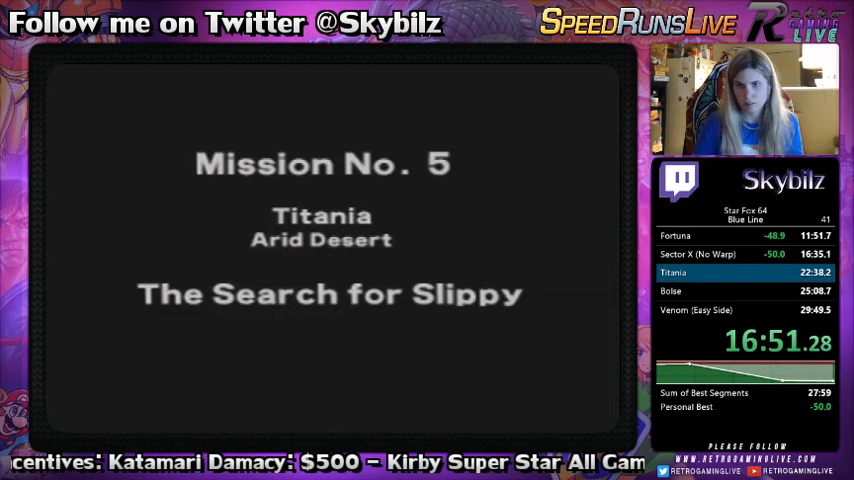 Follow me on Twitter @Skybilz
SPEEDRUNSLIVE
Retro GAMING LIVE
Mission No. 5
Titania
Arid Desert
The Search for Slippy
Skybilz
Star Fox 64
Blue Line 41
Fortuna -48.9 11:51.7
Sector X (No Warp) -50.0 16:35.1
Titania 22:38.2
Bolse 25:08.7
Venom (Easy Side) 29:49.5
16:51.28
Sum of Best Segments 27:59
Personal Best -50.0
PLEASE FOLLOW
WWW.RETROGAMINGLIVE.COM
RETROGAMINGLIVE RETROGAMINGLIVE
centives: Katamari Damacy: $500 - Kirby Super Star All Gam